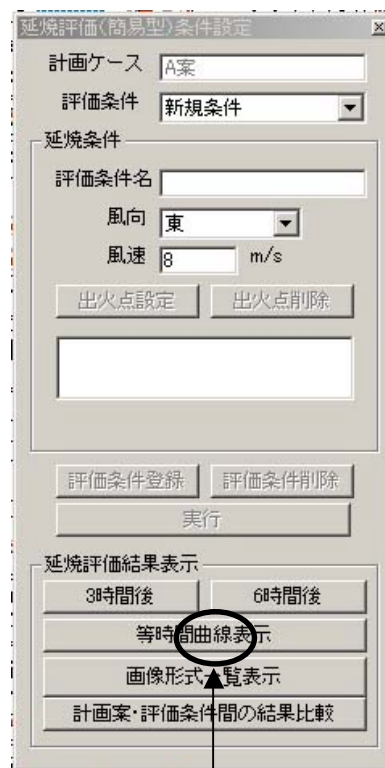 延焼評価(簡易型)条件設定
計画ケース A案
評価条件 新規条件
延焼条件
評価条件名
風向 東
風速 8 m/s
出火点設定 出火点削除
評価条件登録 評価条件削除
実行
延焼評価結果表示
3時間後 6時間後
等時間曲線表示
画像形式一覧表示
計画案・評価条件間の結果比較